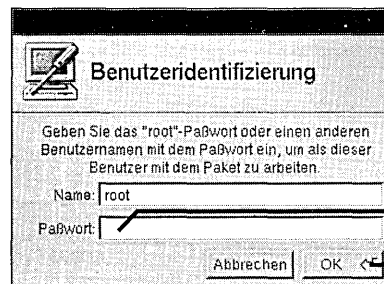 Benutzeridentifizierung
Geben Sie das "root"-Paßwort oder einen anderen
Benutzernamen mit dem Paßwort ein, um als dieser
Benutzer mit dem Paket zu arbeiten.
Name: root
Paßwort:
Abbrechen OK